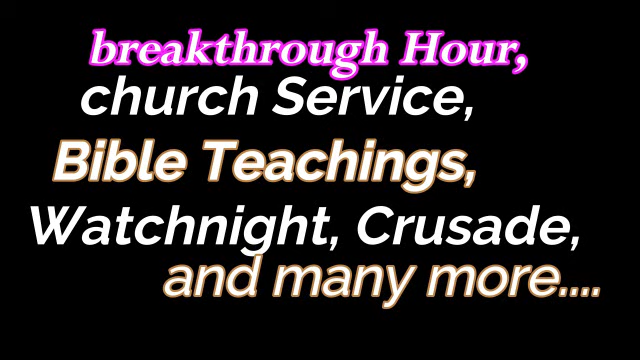 breakthrough Hour,
church Service,
Bible Teachings,
Watchnight, Crusade,
and many more....